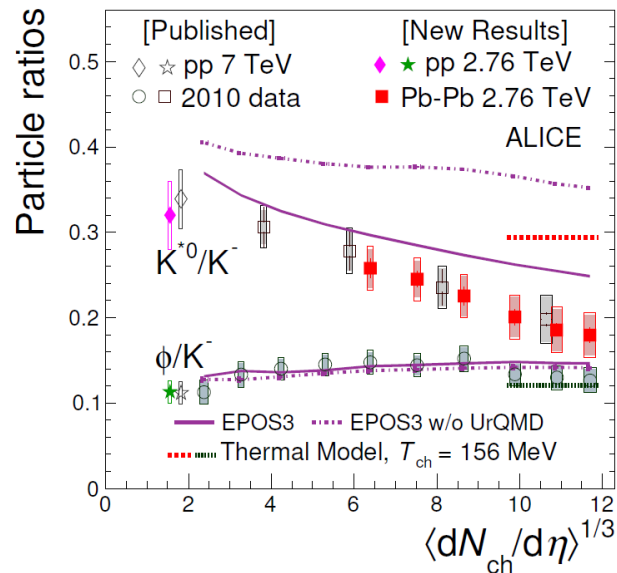 [Published] [New Results]
pp 7 TeV pp 2.76 TeV
2010 data Pb-Pb 2.76 TeV
ALICE
K*0/K-
ϕ/K-
EPOS3 EPOS3 w/o UrQMD
Thermal Model, Tch = 156 MeV
Particle ratios
0.5
0.4
0.3
0.2
0.1
0
0 2 4 6 8 10 12
⟨dNch/dη⟩1/3